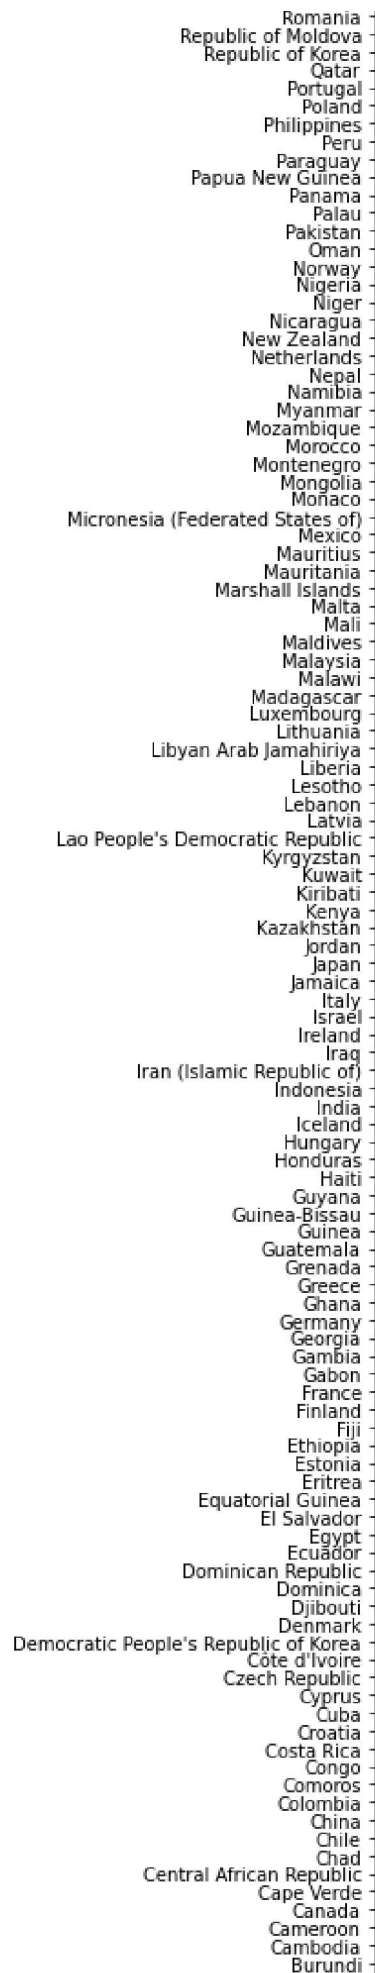 Romania
Republic of Moldova
Republic of Korea
Qatar
Portugal
Poland
Philippines
Peru
Paraguay
Papua New Guinea
Panama
Palau
Pakistan
Oman
Norway
Nigeria
Niger
Nicaragua
New Zealand
Netherlands
Nepal
Namibia
Myanmar
Mozambique
Morocco
Montenegro
Mongolia
Monaco
Micronesia (Federated States of)
Mexico
Mauritius
Mauritania
Marshall Islands
Malta
Mali
Maldives
Malaysia
Malawi
Madagascar
Luxembourg
Lithuania
Libyan Arab Jamahiriya
Liberia
Lesotho
Lebanon
Latvia
Lao People's Democratic Republic
Kyrgyzstan
Kuwait
Kiribati
Kenya
Kazakhstan
Jordan
Japan
Jamaica
Italy
Israel
Ireland
Iraq
Iran (Islamic Republic of)
Indonesia
India
Iceland
Hungary
Honduras
Haiti
Guyana
Guinea-Bissau
Guinea
Guatemala
Grenada
Greece
Ghana
Germany
Georgia
Gambia
Gabon
France
Finland
Fiji
Ethiopia
Estonia
Eritrea
Equatorial Guinea
El Salvador
Egypt
Ecuador
Dominican Republic
Dominica
Djibouti
Denmark
Democratic People's Republic of Korea
Côte d'Ivoire
Czech Republic
Cyprus
Cuba
Croatia
Costa Rica
Congo
Comoros
Colombia
China
Chile
Chad
Central African Republic
Cape Verde
Canada
Cameroon
Cambodia
Burundi